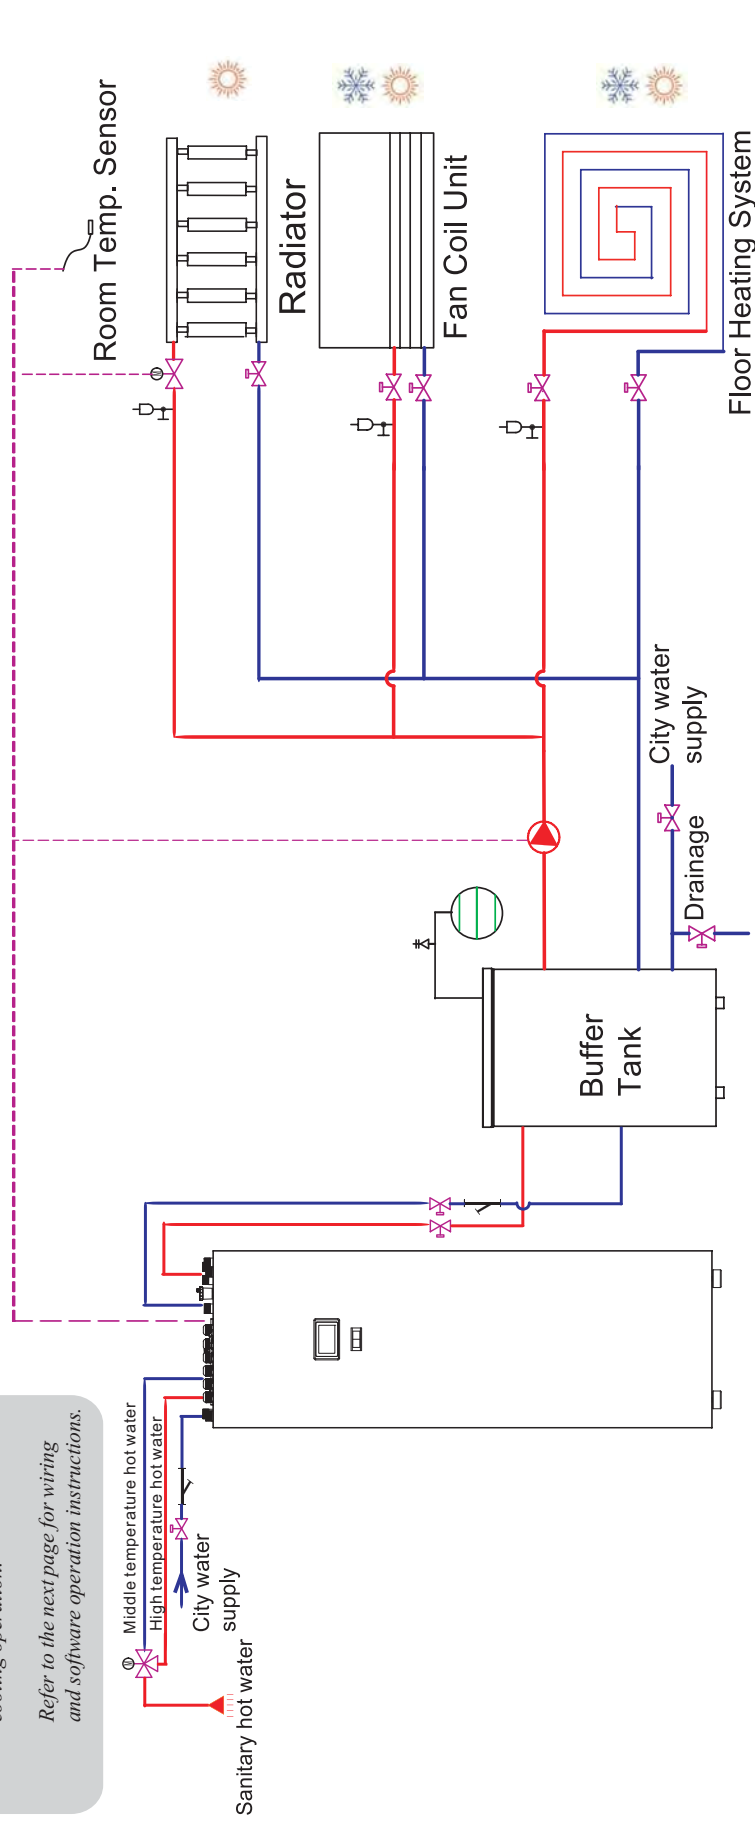 Refer to the next page for wiring
and software operation instructions.
Middle temperature hot water
High temperature hot water
City water
supply
Sanitary hot water
Buffer
Tank
Drainage
City water
supply
Room Temp. Sensor
Radiator
Fan Coil Unit
Floor Heating System
M
M